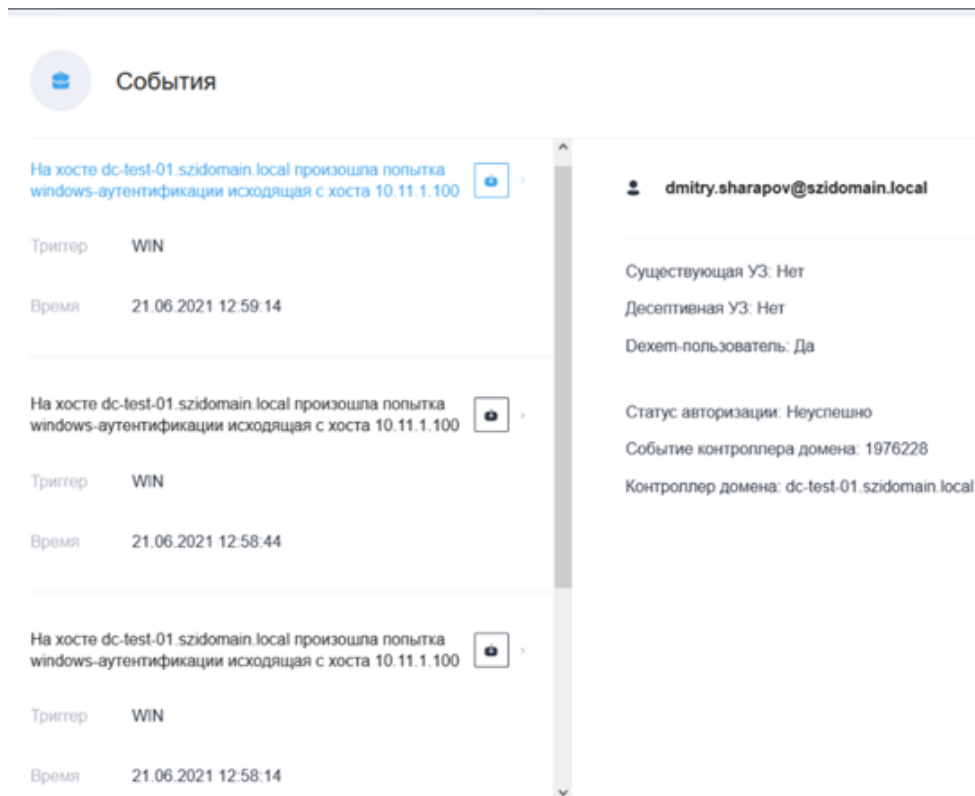 События
На хосте dc-test-01.szidomain.local произошла попытка
windows-аутентификации исходящая с хоста 10.11.1.100
Триггер WIN
Время 21.06.2021 12:59:14
На хосте dc-test-01.szidomain.local произошла попытка
windows-аутентификации исходящая с хоста 10.11.1.100
Триггер WIN
Время 21.06.2021 12:58:44
На хосте dc-test-01.szidomain.local произошла попытка
windows-аутентификации исходящая с хоста 10.11.1.100
Триггер WIN
Время 21.06.2021 12:58:14
dmitry.sharapov@szidomain.local
Существующая УЗ: Нет
Десептивная УЗ: Нет
Dexem-пользователь: Да
Статус авторизации: Неуспешно
Событие контроллера домена: 1976228
Контроллер домена: dc-test-01.szidomain.local